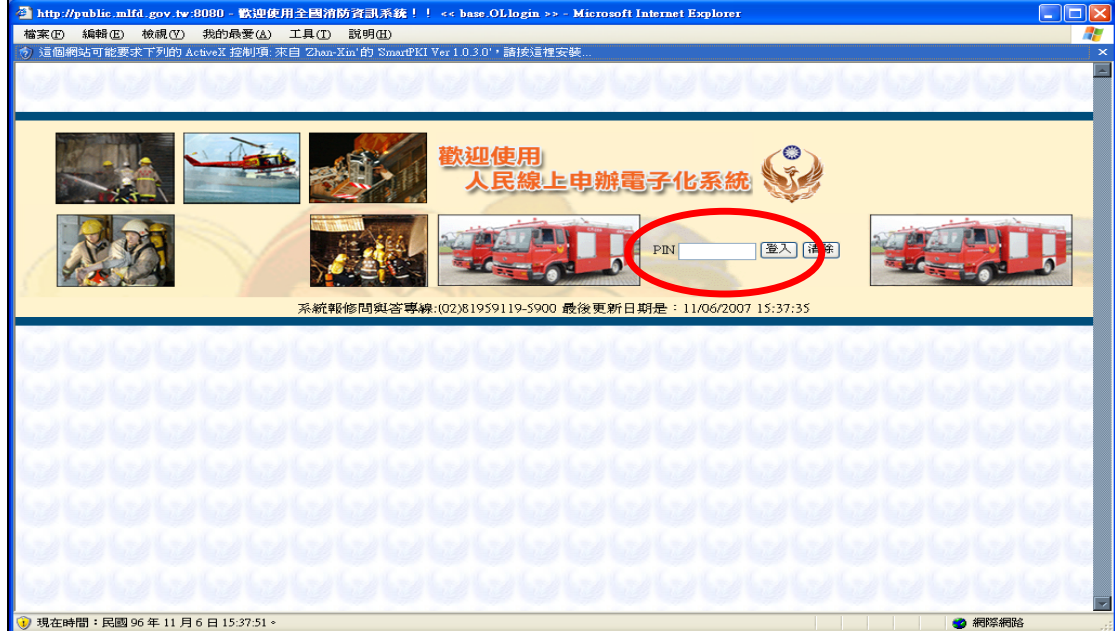 http://public.mlfd.gov.tw:8080 - 歡迎使用全國消防資訊系統！！ << base.OLlogin >> - Microsoft Internet Explorer
檔案(F) 編輯(E) 檢視(V) 我的最愛(A) 工具(T) 說明(H)
這個網站可能要求下列的 ActiveX 控制項: 來自 'Zhan-Xin' 的 'SmartPKI Ver 1.0.3.0'，請按這裡安裝...
歡迎使用
人民線上申辦電子化系統
PIN 登入 清除
系統報修問與答專線:(02)81959119-5900 最後更新日期是：11/06/2007 15:37:35
現在時間：民國 96 年 11 月 6 日 15:37:51。 網際網路